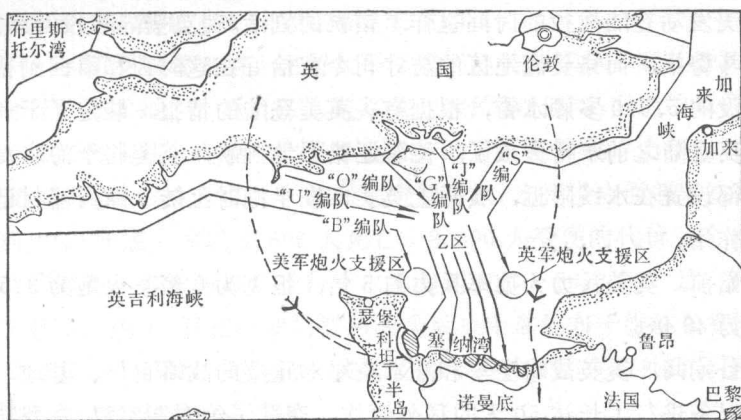 布里斯
托尔湾
英 国
伦敦
加来海峡
加来
“O”编队
“U”编队
“B”编队
“G”编队
“J”编队
“S”编
Z区
美军炮火支援区
英军炮火支援区
英吉利海峡
瑟堡
科坦丁半岛
塞纳湾
诺曼底
鲁昂
法国
巴黎